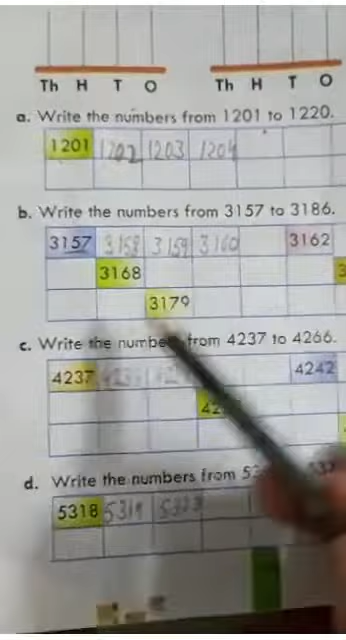 Th H T O Th H T O
a. Write the numbers from 1201 to 1220.
1201 1202 1203 1204
b. Write the numbers from 3157 to 3186.
3157 3158 3159 3160 3162
3168
3179
c. Write the numbers from 4237 to 4266.
4237 4242
d. Write the numbers from
5318 5319